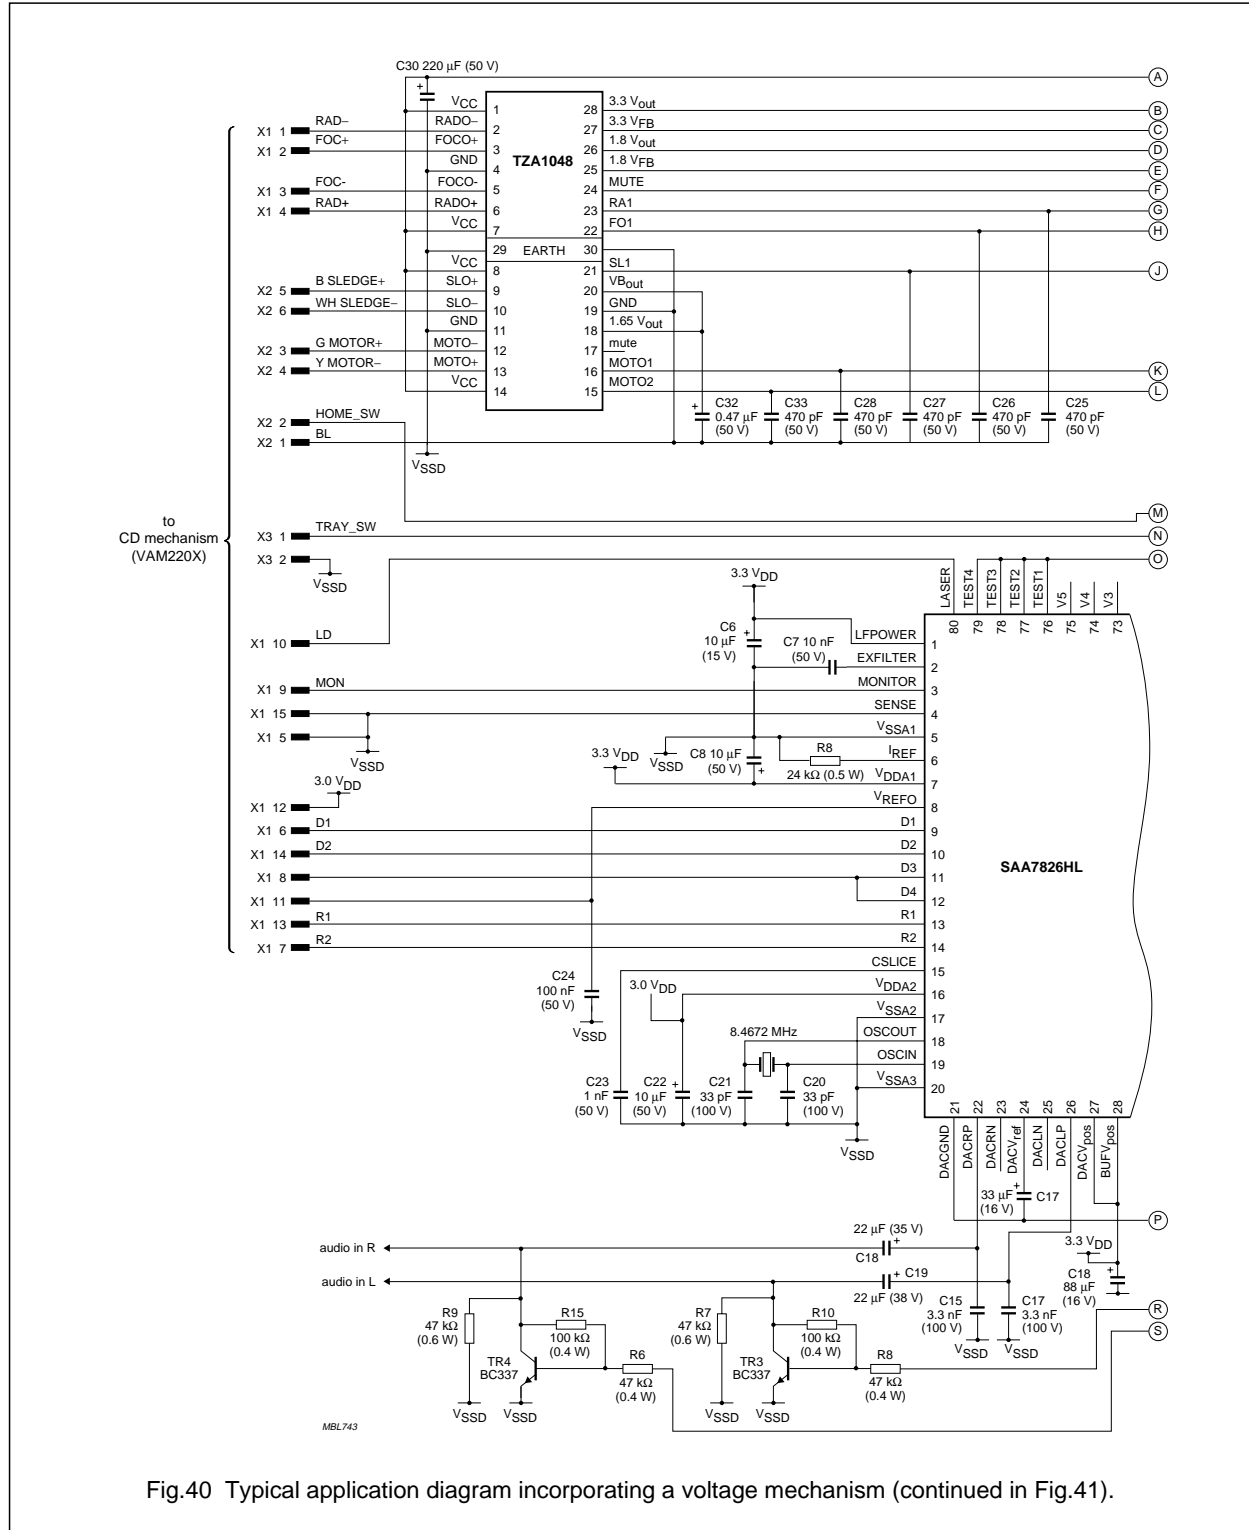 C30 220 μF (50 V)
+
A
VCC 1
28 3.3 Vout B
X1 1 RAD– RADO– 2
27 3.3 VFB C
X1 2 FOC+ FOCO+ 3
TZA1048
26 1.8 Vout D
GND 4
25 1.8 VFB E
X1 3 FOC- FOCO- 5
24 MUTE F
X1 4 RAD+ RADO+ 6
23 RA1 G
VCC 7
22 FO1 H
29 EARTH 30
VCC 8
21 SL1 J
X2 5 B SLEDGE+ SLO+ 9
20 VBout
X2 6 WH SLEDGE– SLO– 10
19 GND
GND 11
18 1.65 Vout
X2 3 G MOTOR+ MOTO– 12
17 mute
X2 4 Y MOTOR– MOTO+ 13
16 MOTO1 K
VCC 14
15 MOTO2 L
X2 2 HOME_SW
X2 1 BL
+ C32 C33 C28 C27 C26 C25
0.47 μF 470 pF 470 pF 470 pF 470 pF 470 pF
(50 V) (50 V) (50 V) (50 V) (50 V) (50 V)
VSSD
M
to
CD mechanism
(VAM220X)
X3 1 TRAY_SW N
X3 2 O
VSSD
LASER TEST4 TEST3 TEST2 TEST1 V5 V4 V3
80 79 78 77 76 75 74 73
3.3 VDD
X1 10 LD
C6 +
10 μF
(15 V)
C7 10 nF
(50 V)
LFPOWER 1
EXFILTER 2
X1 9 MON MONITOR 3
X1 15 SENSE 4
X1 5 VSSA1 5
VSSD
3.3 VDD
VSSD
C8 10 μF
(50 V) +
R8
24 kΩ (0.5 W)
IREF 6
VDDA1 7
3.0 VDD
X1 12 VREFO 8
X1 6 D1 D1 9
X1 14 D2 D2 10
X1 8 D3 11
SAA7826HL
X1 11 D4 12
X1 13 R1 R1 13
X1 7 R2 R2 14
CSLICE 15
C24
100 nF
(50 V)
VSSD
3.0 VDD
VDDA2 16
VSSA2 17
8.4672 MHz
OSCOUT 18
OSCIN 19
VSSA3 20
C23 C22 + C21 C20
1 nF 10 μF 33 pF 33 pF
(50 V) (50 V) (100 V) (100 V)
VSSD
21 22 23 24 25 26 27 28
DACGND DACRP DACRN DACVref DACLN DACLP DACVpos BUFVpos
33 μF + C17
(16 V)
P
22 μF (35 V)
audio in R
+
C18
3.3 VDD
audio in L
+ C19
22 μF (38 V)
C18 +
88 μF
(16 V)
R9
47 kΩ
(0.6 W)
R15
100 kΩ
(0.4 W)
R7
47 kΩ
(0.6 W)
R10
100 kΩ
(0.4 W)
C15
3.3 nF
(100 V)
C17
3.3 nF
(100 V)
R
S
TR4
BC337
R6
47 kΩ
(0.4 W)
TR3
BC337
R8
47 kΩ
(0.4 W)
VSSD VSSD
VSSD VSSD VSSD VSSD
MBL743
Fig.40 Typical application diagram incorporating a voltage mechanism (continued in Fig.41).